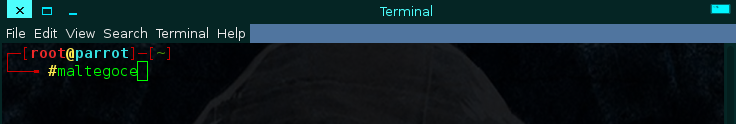 Terminal
File Edit View Search Terminal Help
┌─[root@parrot]─[~]
└──╼ #maltegoce